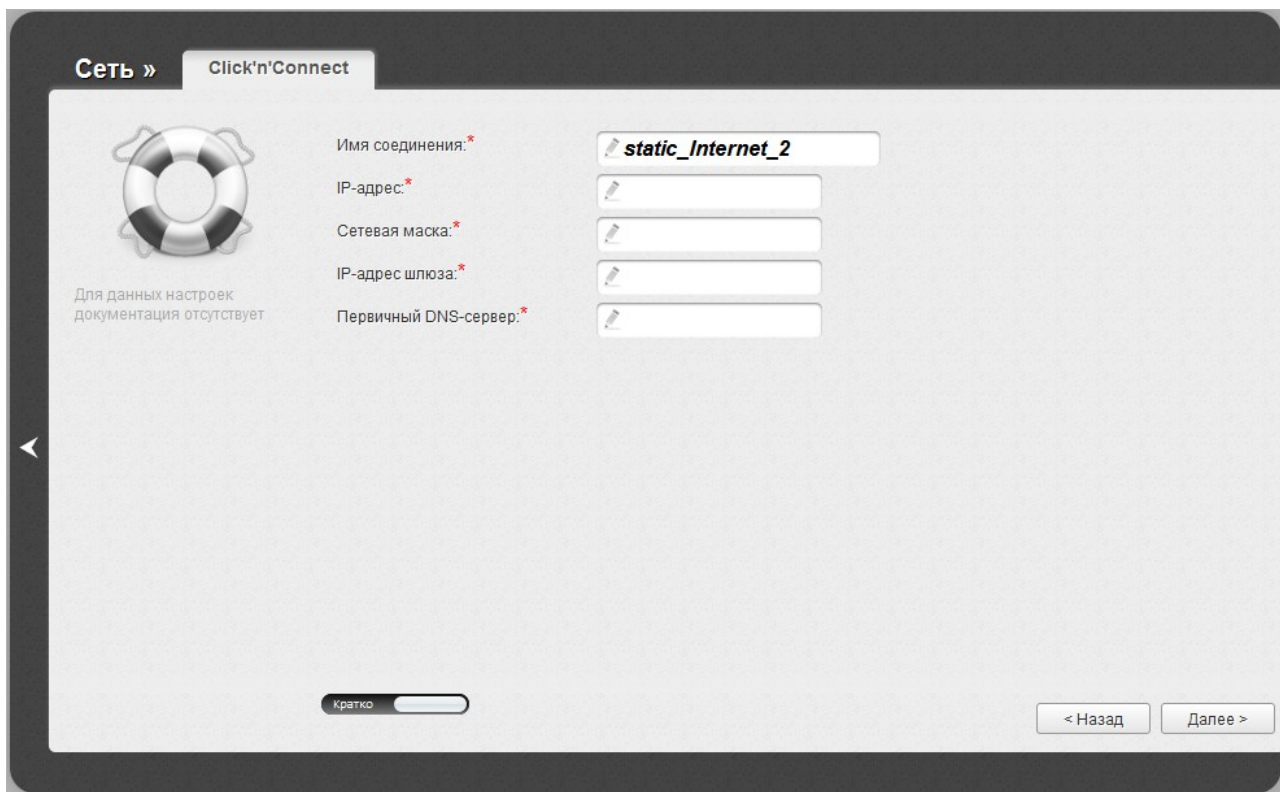 Сеть »
Click'n'Connect
Имя соединения:*
static_Internet_2
IP-адрес:*
Сетевая маска:*
IP-адрес шлюза:*
Первичный DNS-сервер:*
Для данных настроек
документация отсутствует
Кратко
< Назад
Далее >